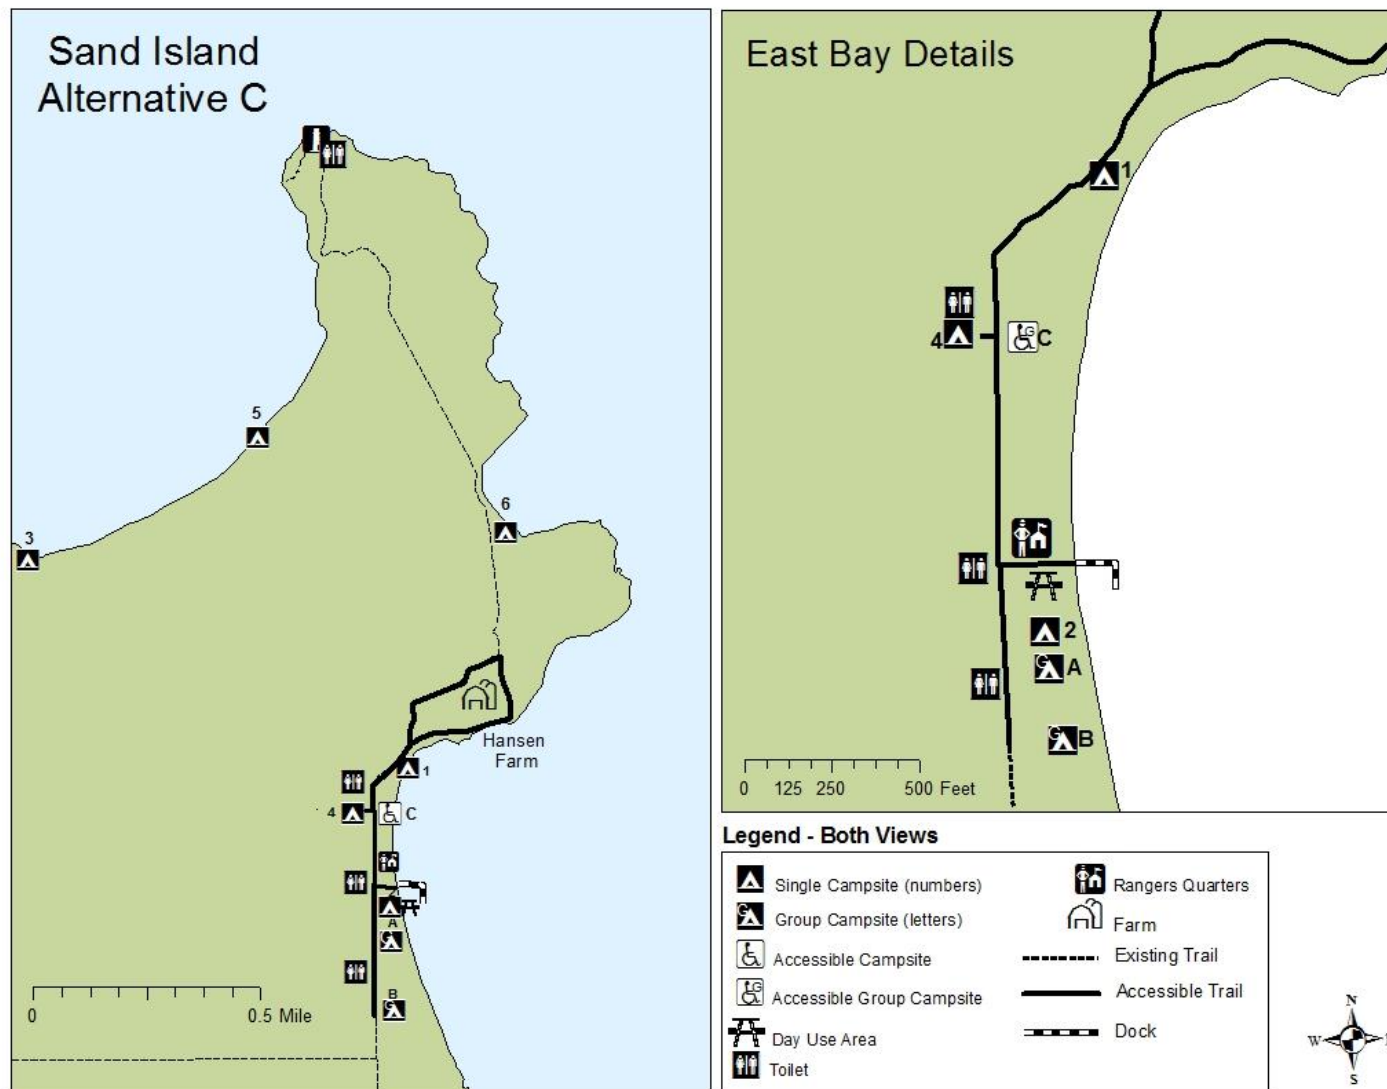 Sand Island
Alternative C
5
3
6
Hansen
Farm
1
4
C
2
A
G
B
G
0
0.5 Mile
East Bay Details
1
4
G
C
2
G
A
G
B
0 125 250 500 Feet
Legend - Both Views
Single Campsite (numbers)
G
Group Campsite (letters)
Accessible Campsite
G
Accessible Group Campsite
Day Use Area
Toilet
Rangers Quarters
Farm
Existing Trail
Accessible Trail
Dock
N
W
S